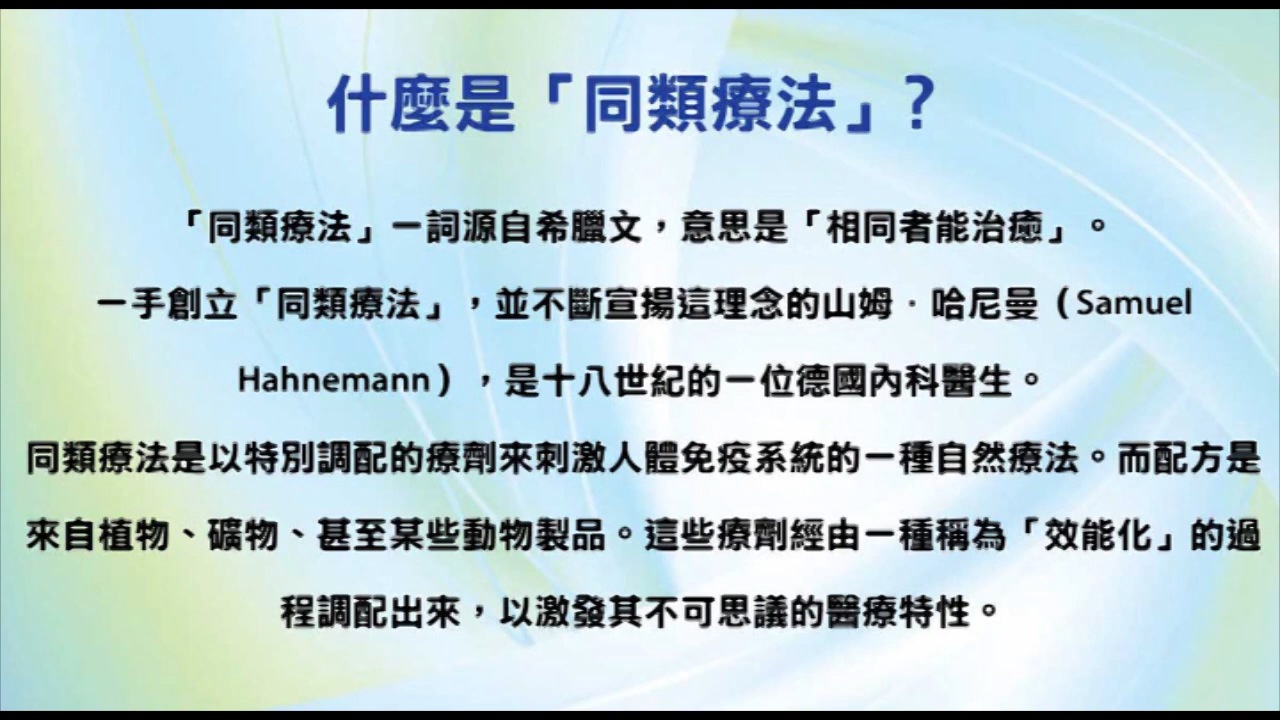 什麼是「同類療法」?
「同類療法」一詞源自希臘文,意思是「相同者能治癒」。
一手創立「同類療法」,並不斷宣揚這理念的山姆‧哈尼曼(Samuel
Hahnemann),是十八世紀的一位德國內科醫生。
同類療法是以特別調配的療劑來刺激人體免疫系統的一種自然療法。而配方是
來自植物、礦物、甚至某些動物製品。這些療劑經由一種稱為「效能化」的過
程調配出來,以激發其不可思議的醫療特性。